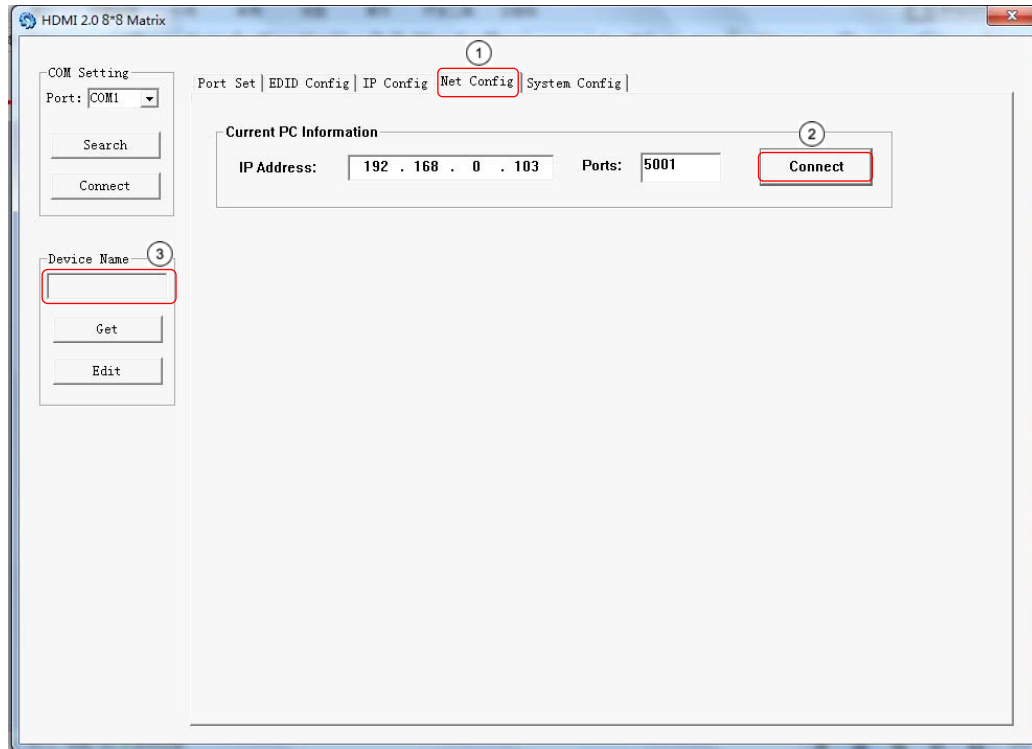 HDMI 2.0 8*8 Matrix
1
COM Setting
Port: COM1
Search
Connect
Port Set EDID Config IP Config Net Config System Config
Current PC Information
2
IP Address: 192 . 168 . 0 . 103 Ports: 5001 Connect
Device Name 3
Get
Edit